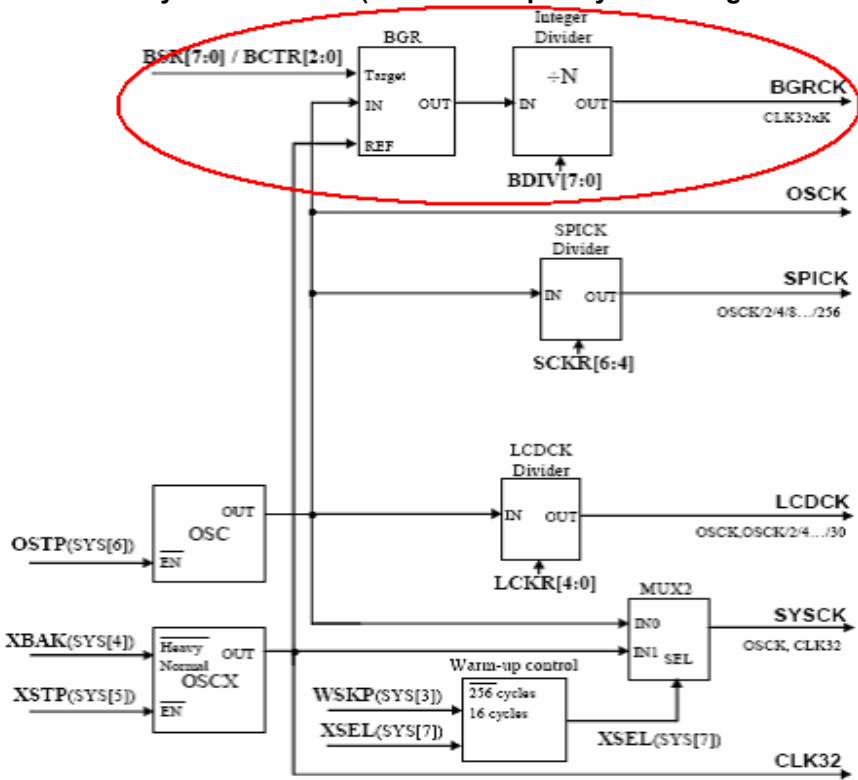 BGR
Integer
Divider
BSR[7:0] / BCTR[2:0]
Target
IN
OUT
REF
÷N
IN
OUT
BDIV[7:0]
BGRCK
CLK32xK
OSCK
SPICK
Divider
IN
OUT
SCKR[6:4]
SPICK
OSCK/2/4/8.../256
LCDCK
Divider
IN
OUT
LCKR[4:0]
LCDCK
OSCK,OSCK/2/4.../30
OUT
OSC
EN
OSTP(SYS[6])
XBAK(SYS[4])
XSTP(SYS[5])
Heavy
Normal
OUT
OSCX
EN
MUX2
IN0
IN1
SEL
SYSCK
OSCK, CLK32
Warm-up control
256 cycles
16 cycles
WSKP(SYS[3])
XSEL(SYS[7])
XSEL(SYS[7])
CLK32